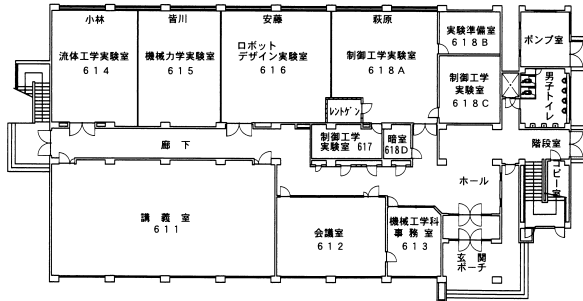 小林
皆川
安藤
萩原
流体工学実験室
614
機械力学実験室
615
ロボット
デザイン実験室
616
制御工学実験室
618A
実験準備室
618B
ポンプ室
制御工学
実験室
618C
男子トイレ
レントゲン
制御工学
実験室 617
暗室
618D
廊下
階段室
コピー室
ホール
講義室
611
会議室
612
機械工学科
事務室
613
玄関
ポーチ